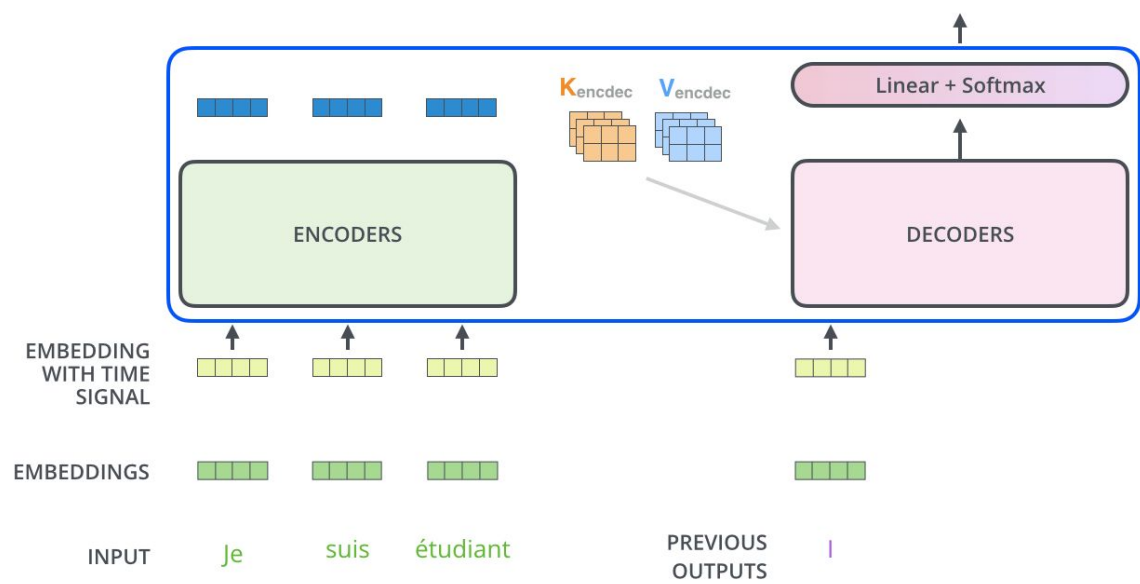 Kencdec
Vencdec
Linear + Softmax
ENCODERS
DECODERS
EMBEDDING
WITH TIME
SIGNAL
EMBEDDINGS
INPUT
Je
suis
étudiant
PREVIOUS
OUTPUTS
I